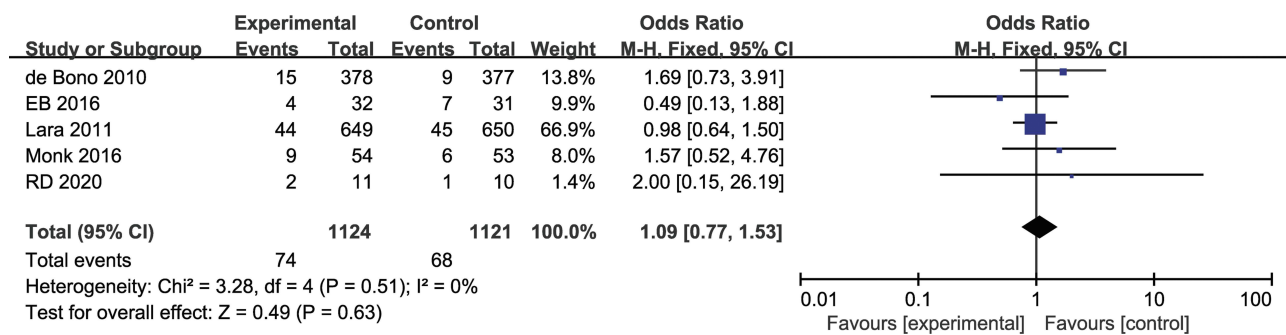 Experimental Control Odds Ratio Odds Ratio
Study or Subgroup Events Total Events Total Weight M-H, Fixed, 95% CI M-H, Fixed, 95% CI
de Bono 2010 15 378 9 377 13.8% 1.69 [0.73, 3.91]
EB 2016 4 32 7 31 9.9% 0.49 [0.13, 1.88]
Lara 2011 44 649 45 650 66.9% 0.98 [0.64, 1.50]
Monk 2016 9 54 6 53 8.0% 1.57 [0.52, 4.76]
RD 2020 2 11 1 10 1.4% 2.00 [0.15, 26.19]
Total (95% CI) 1124 1121 100.0% 1.09 [0.77, 1.53]
Total events 74 68
Heterogeneity: Chi² = 3.28, df = 4 (P = 0.51); I² = 0%
Test for overall effect: Z = 0.49 (P = 0.63)
0.01 0.1 1 10 100
Favours [experimental] Favours [control]